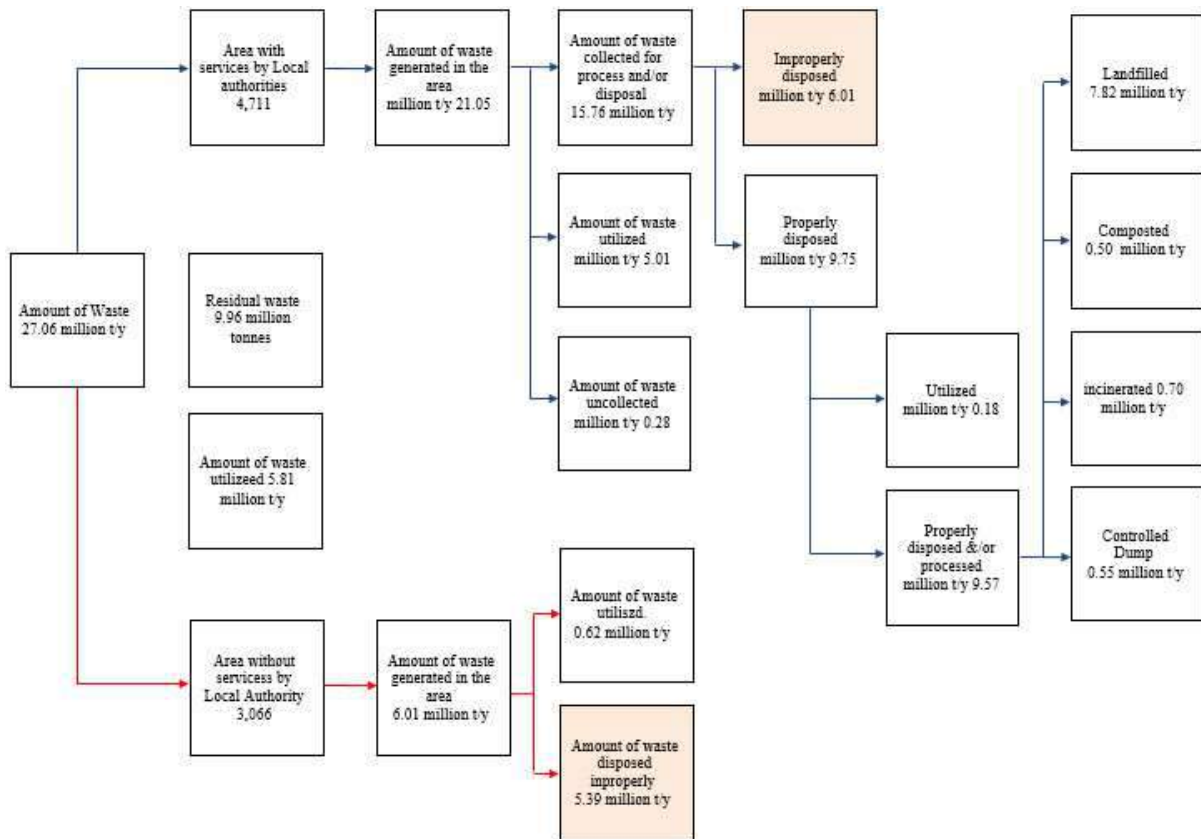 Area with
services by Local
authorities
4,711
Amount of waste
generated in the
area
million t/y 21.05
Amount of waste
collected for
process and/or
disposal
15.76 million t/y
Improperly
disposed
million t/y 6.01
Landfilled
7.82 million t/y
Amount of waste
utilized
million t/y 5.01
Properly
disposed
million t/y 9.75
Composted
0.50 million t/y
Amount of Waste
27.06 million t/y
Residual waste
9.96 million
tonnes
Amount of waste
uncollected
million t/y 0.28
Utilized
million t/y 0.18
incinerated 0.70
million t/y
Amount of waste
utilizeed 5.81
million t/y
Properly
disposed &/or
processed
million t/y 9.57
Controlled
Dump
0.55 million t/y
Area without
servicess by
Local Authority
3,066
Amount of waste
generated in the
area
6.01 million t/y
Amount of waste
utiliszd.
0.62 million t/y
Amount of waste
disposed
inproperly
5.39 million t/y